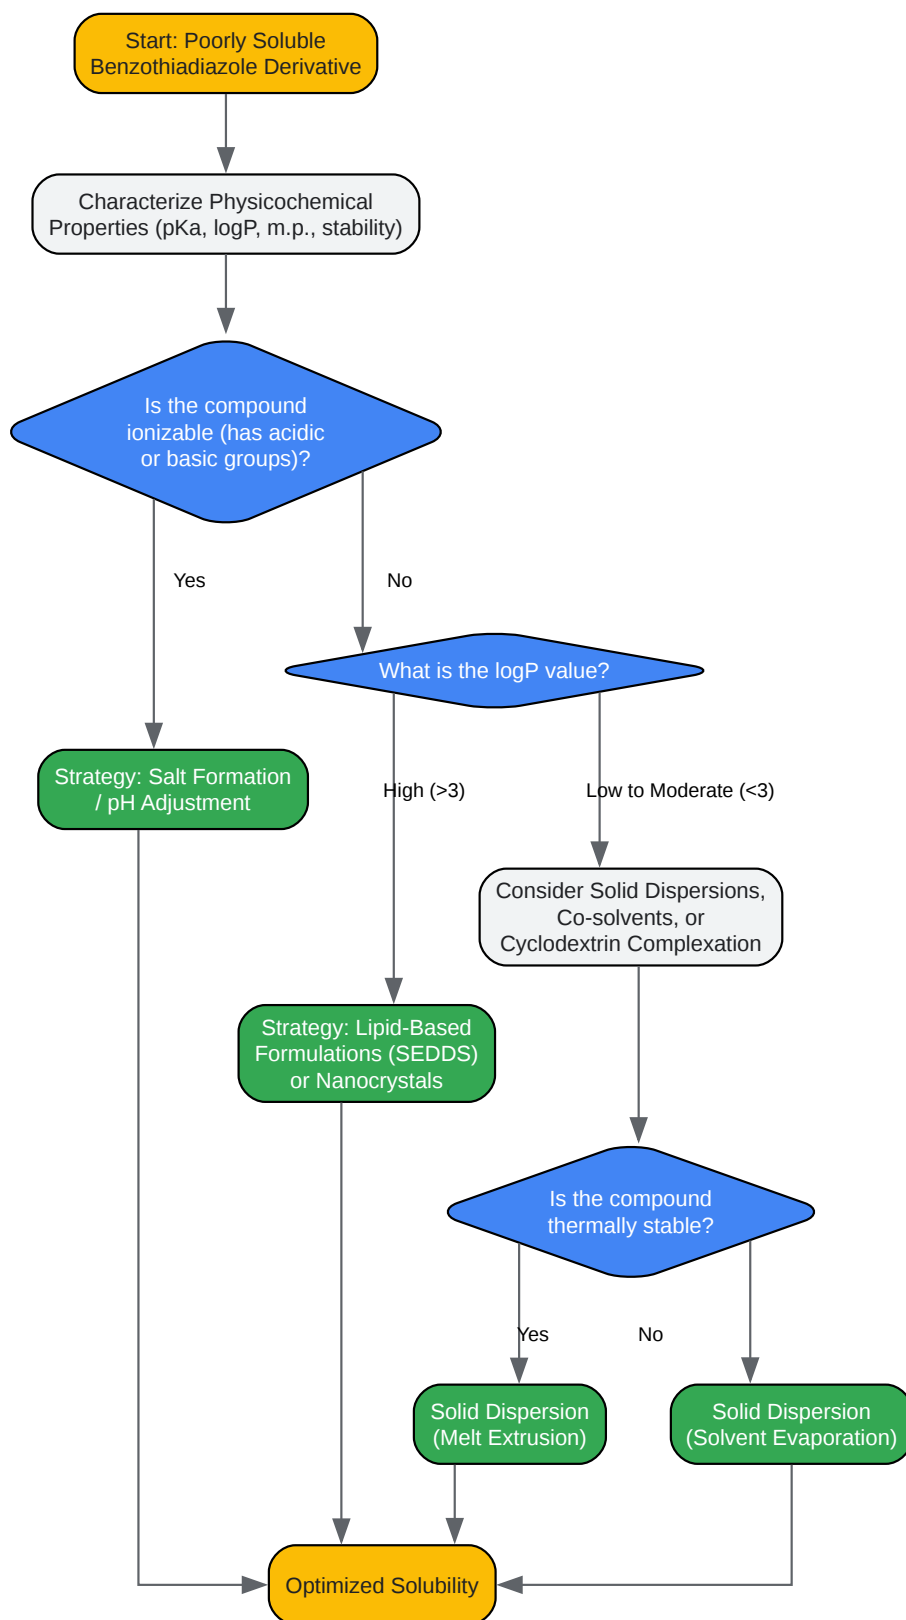 Start: Poorly Soluble
Benzothiadiazole Derivative
Characterize Physicochemical
Properties (pKa, logP, m.p., stability)
Is the compound
ionizable (has acidic
or basic groups)?
Yes
No
What is the logP value?
Strategy: Salt Formation
/ pH Adjustment
High (>3)
Low to Moderate (<3)
Consider Solid Dispersions,
Co-solvents, or
Cyclodextrin Complexation
Strategy: Lipid-Based
Formulations (SEDDS)
or Nanocrystals
Is the compound
thermally stable?
Yes
No
Solid Dispersion
(Melt Extrusion)
Solid Dispersion
(Solvent Evaporation)
Optimized Solubility